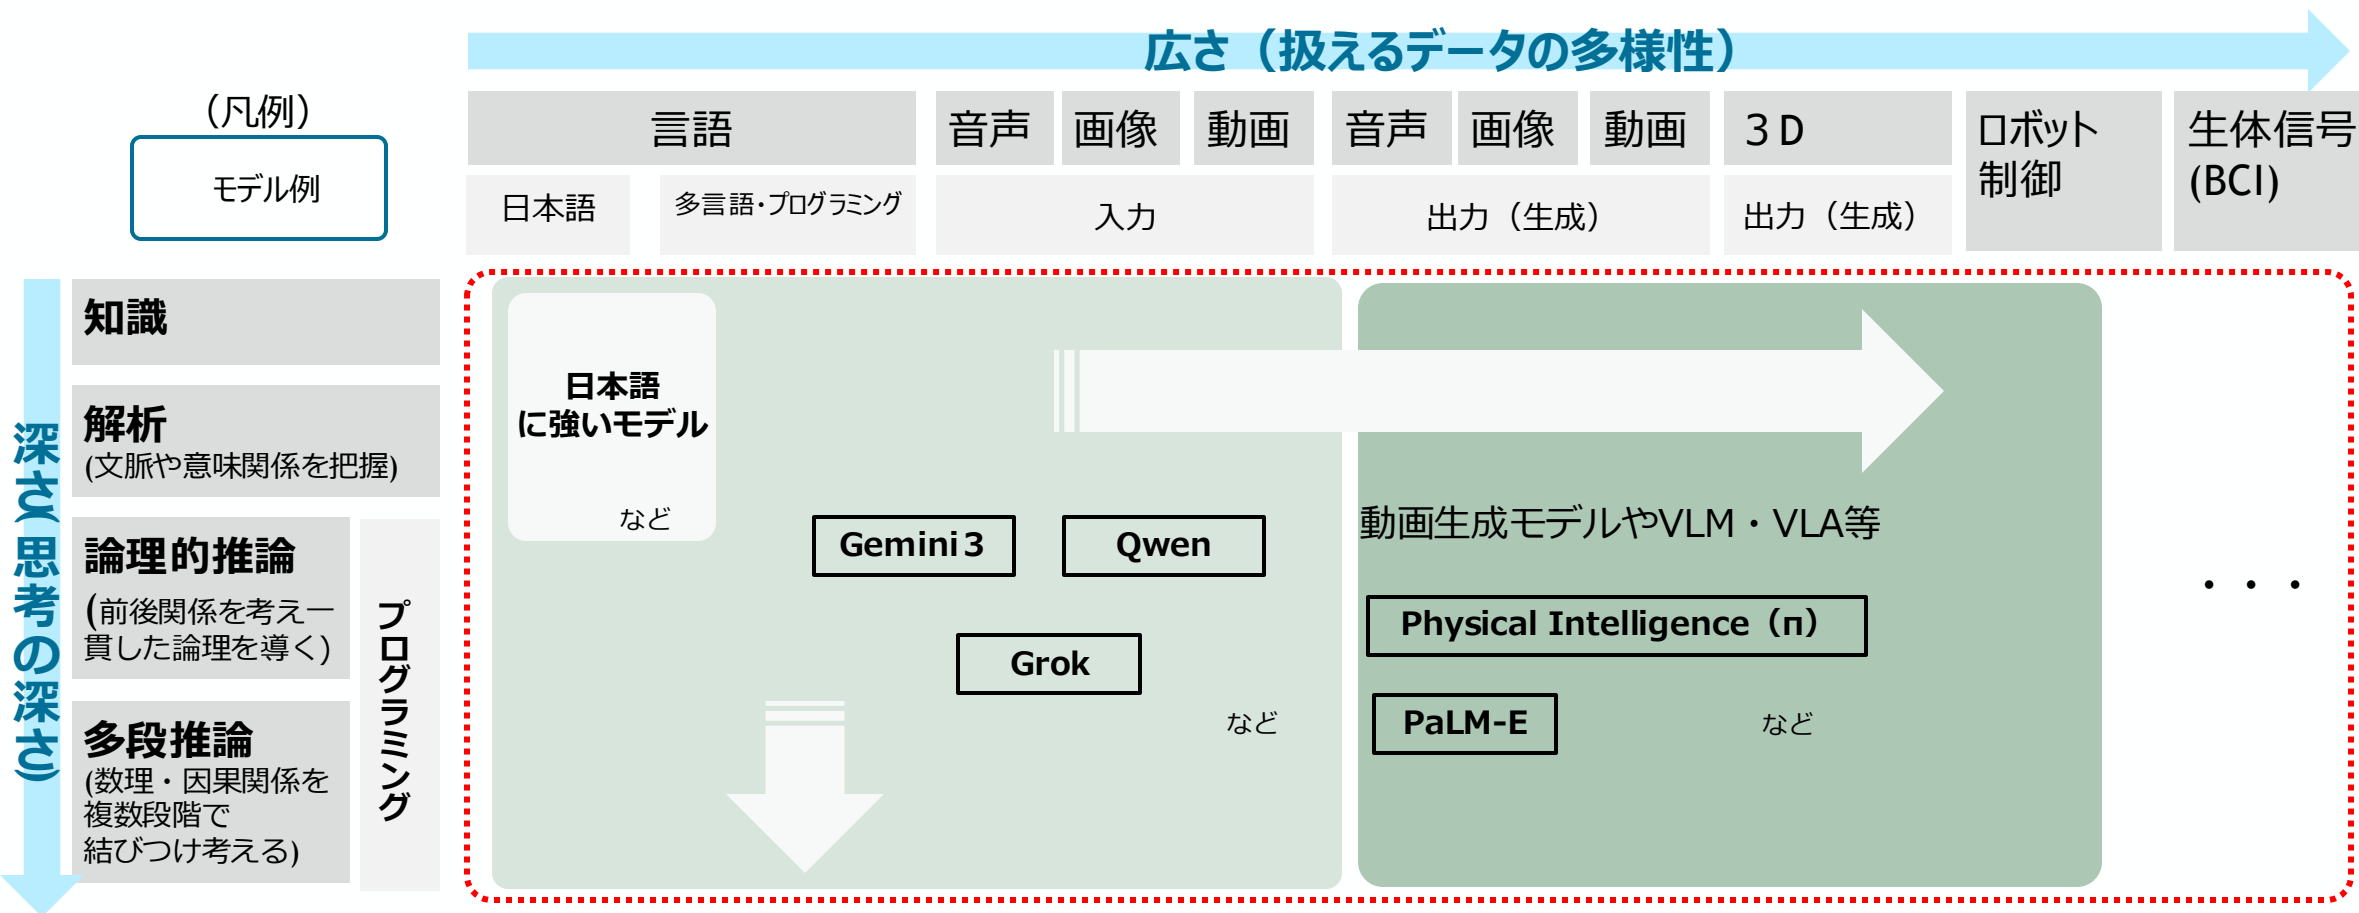 広さ（扱えるデータの多様性）
（凡例）
モデル例
言語
音声
画像
動画
音声
画像
動画
３D
ロボット
制御
生体信号
(BCI)
日本語
多言語・プログラミング
入力
出力（生成）
出力（生成）
深さ（思考の深さ）
知識
解析
(文脈や意味関係を把握)
論理的推論
(前後関係を考え一
貫した論理を導く)
多段推論
(数理・因果関係を
複数段階で
結びつけ考える)
プログラミング
日本語
に強いモデル
など
Gemini3
Qwen
Grok
など
動画生成モデルやVLM・VLA等
Physical Intelligence（π）
PaLM-E
など
・・・